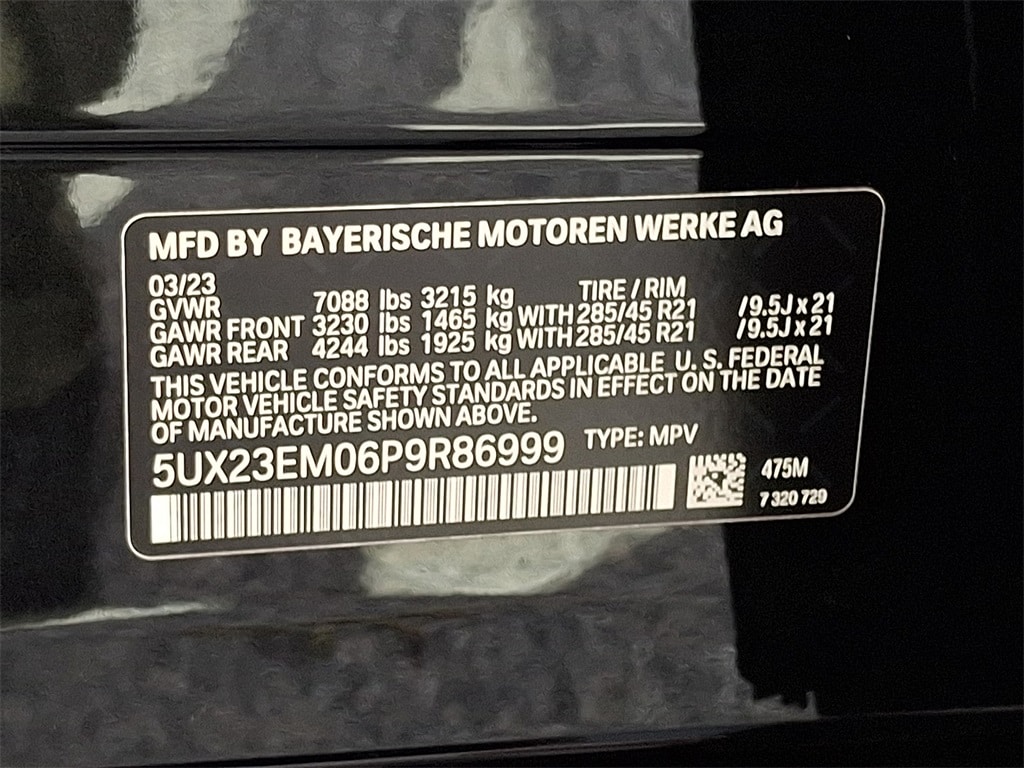 MFD BY BAYERISCHE MOTOREN WERKE AG
03/23 TIRE / RIM
GVWR 7088 lbs 3215 kg
GAWR FRONT 3230 lbs 1465 kg WITH 285/45 R21 /9.5J x 21
GAWR REAR 4244 lbs 1925 kg WITH 285/45 R21 /9.5J x 21
THIS VEHICLE CONFORMS TO ALL APPLICABLE U.S. FEDERAL
MOTOR VEHICLE SAFETY STANDARDS IN EFFECT ON THE DATE
OF MANUFACTURE SHOWN ABOVE.
5UX23EM06P9R86999 TYPE: MPV
475M
7 320 729